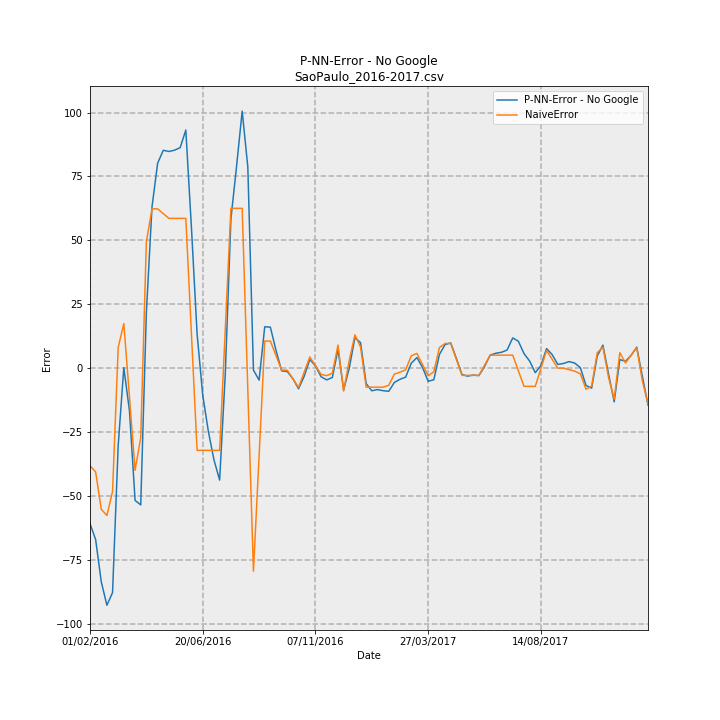 P-NN-Error - No Google
SaoPaulo_2016-2017.csv
P-NN-Error - No Google
NaiveError
100
75
50
25
0
−25
−50
−75
−100
Error
01/02/2016 20/06/2016 07/11/2016 27/03/2017 14/08/2017
Date